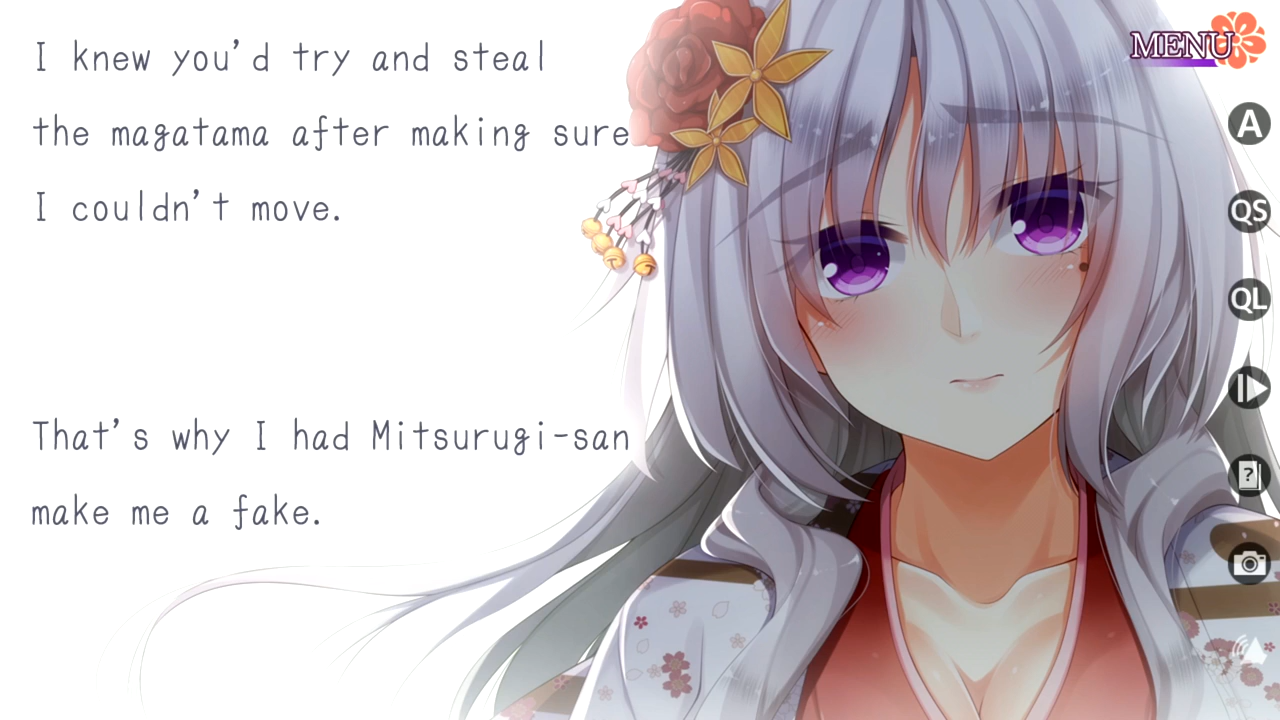 I knew you'd try and steal
the magatama after making sure
I couldn't move.
That's why I had Mitsurugi-san
make me a fake.
MENU
A
QS
QL
?